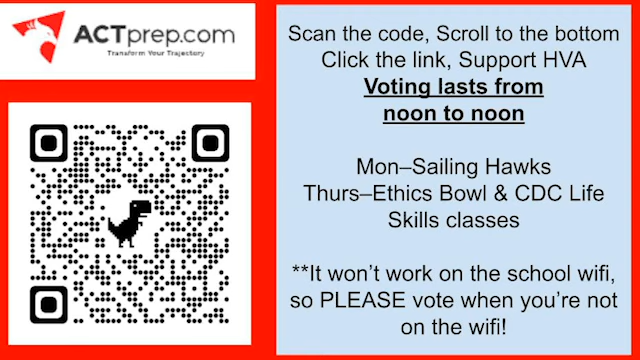 ACTprep.com
Transform Your Trajectory
Scan the code, Scroll to the bottom
Click the link, Support HVA
Voting lasts from
noon to noon
Mon–Sailing Hawks
Thurs–Ethics Bowl & CDC Life
Skills classes
**It won’t work on the school wifi,
so PLEASE vote when you’re not
on the wifi!